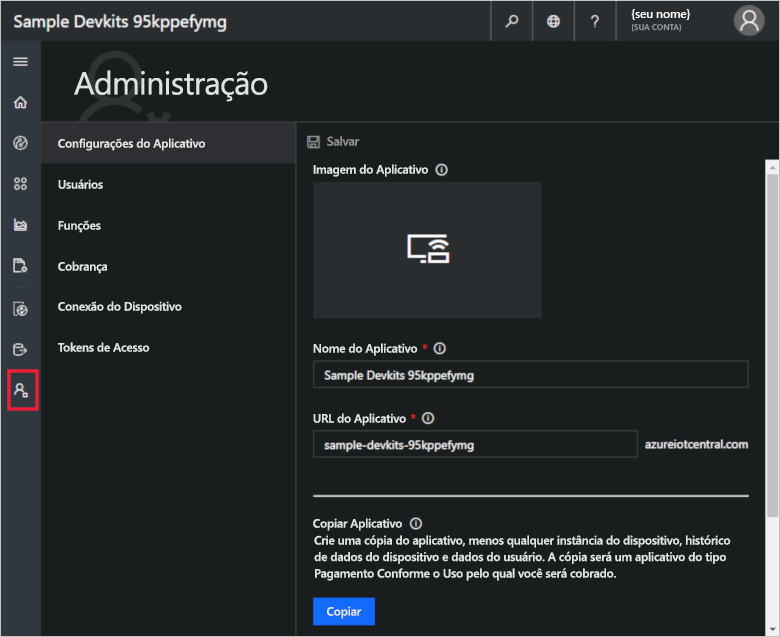 Sample Devkits 95kppefymg
?
{seu nome}
(SUA CONTA)
Administração
Configurações do Aplicativo
Usuários
Funções
Cobrança
Conexão do Dispositivo
Tokens de Acesso
Salvar
Imagem do Aplicativo
Nome do Aplicativo *
Sample Devkits 95kppefymg
URL do Aplicativo *
sample-devkits-95kppefymg
azureiotcentral.com
Copiar Aplicativo
Crie uma cópia do aplicativo, menos qualquer instância do dispositivo, histórico
de dados do dispositivo e dados do usuário. A cópia será um aplicativo do tipo
Pagamento Conforme o Uso pelo qual você será cobrado.
Copiar